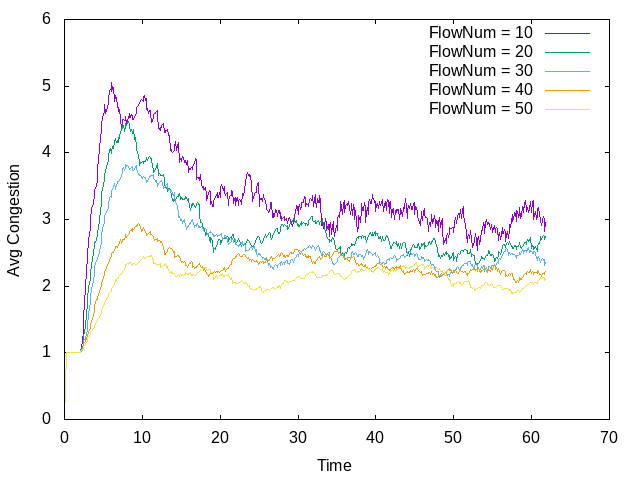 6
5
4
3
2
1
0
0 10 20 30 40 50 60 70
Avg Congestion
Time
FlowNum = 10
FlowNum = 20
FlowNum = 30
FlowNum = 40
FlowNum = 50